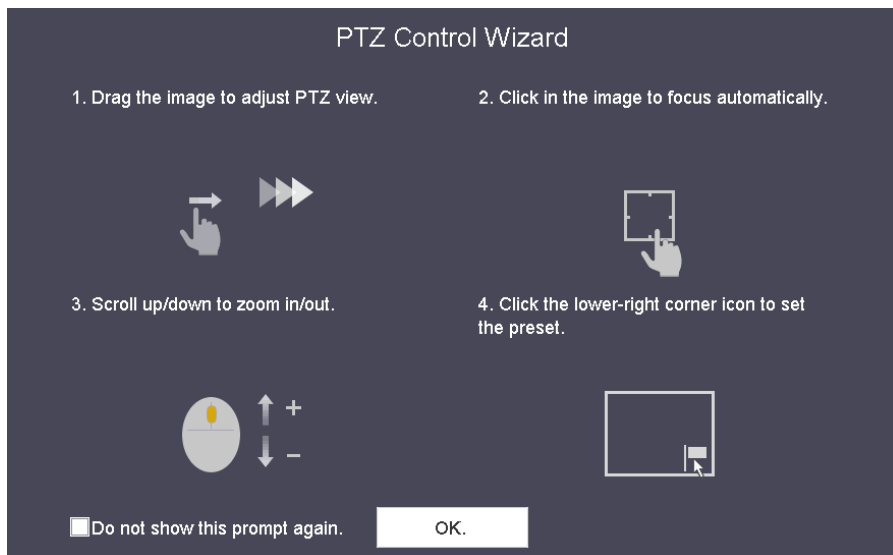 PTZ Control Wizard
1. Drag the image to adjust PTZ view.
2. Click in the image to focus automatically.
3. Scroll up/down to zoom in/out.
4. Click the lower-right corner icon to set
the preset.
Do not show this prompt again.
OK.